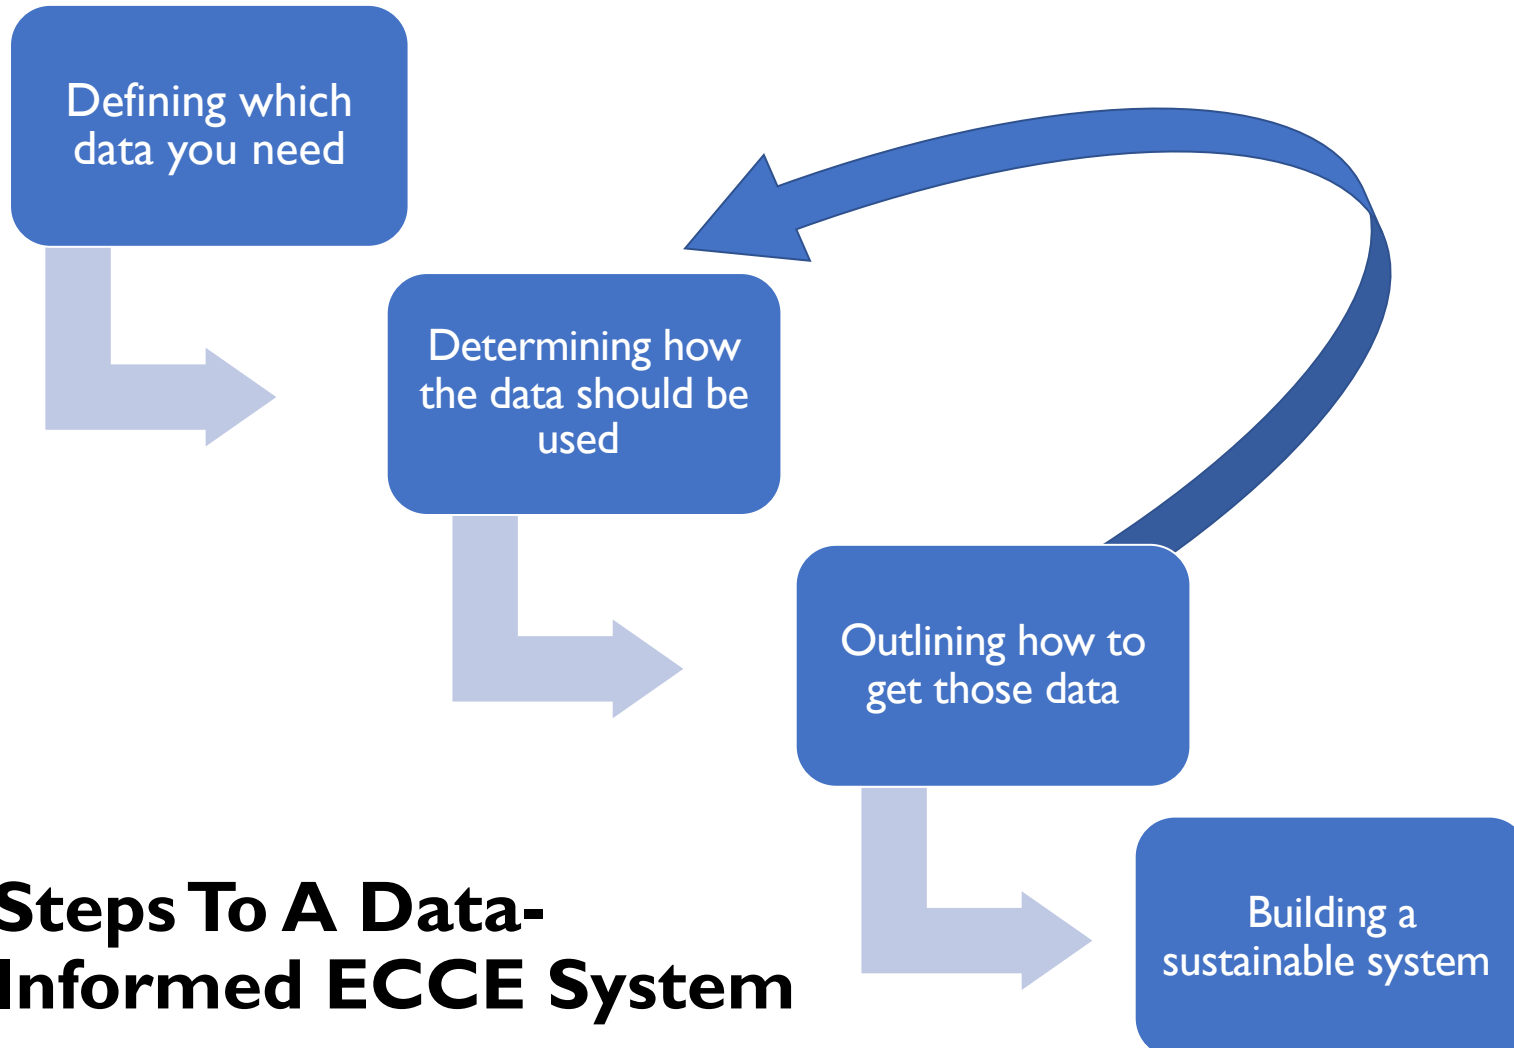 Defining which
data you need
Determining how
the data should be
used
Outlining how to
get those data
Building a
sustainable system
Steps To A Data-
Informed ECCE System